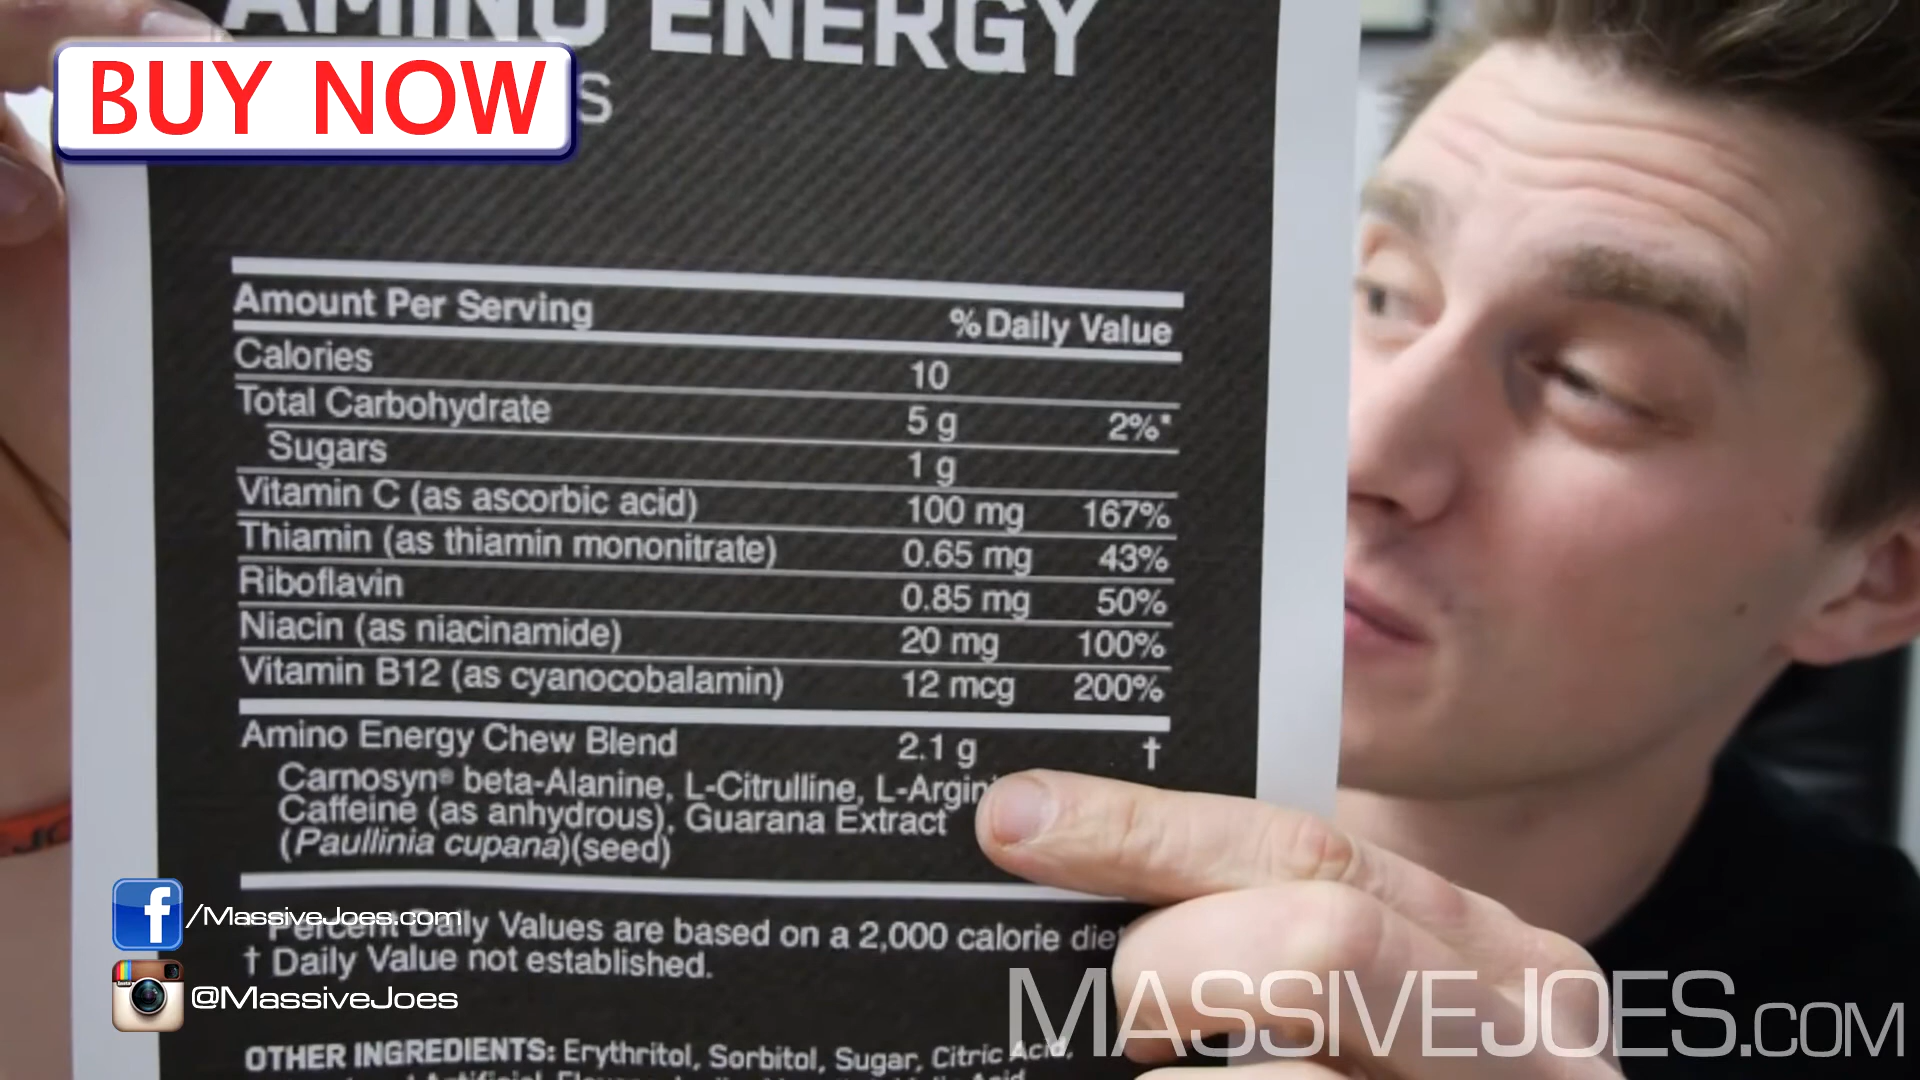 AMINO ENERGY
BUY NOW
S
Amount Per Serving % Daily Value
Calories 10
Total Carbohydrate 5 g 2%*
Sugars 1 g
Vitamin C (as ascorbic acid) 100 mg 167%
Thiamin (as thiamin mononitrate) 0.65 mg 43%
Riboflavin 0.85 mg 50%
Niacin (as niacinamide) 20 mg 100%
Vitamin B12 (as cyanocobalamin) 12 mcg 200%
Amino Energy Chew Blend 2.1 g †
Carnosyn® beta-Alanine, L-Citrulline, L-Argin
Caffeine (as anhydrous), Guarana Extract
(Paullinia cupana)(seed)
/MassiveJoes.com
Percent Daily Values are based on a 2,000 calorie die
† Daily Value not established.
@MassiveJoes
MASSIVEJOES.COM
OTHER INGREDIENTS: Erythritol, Sorbitol, Sugar, Citric Acid,